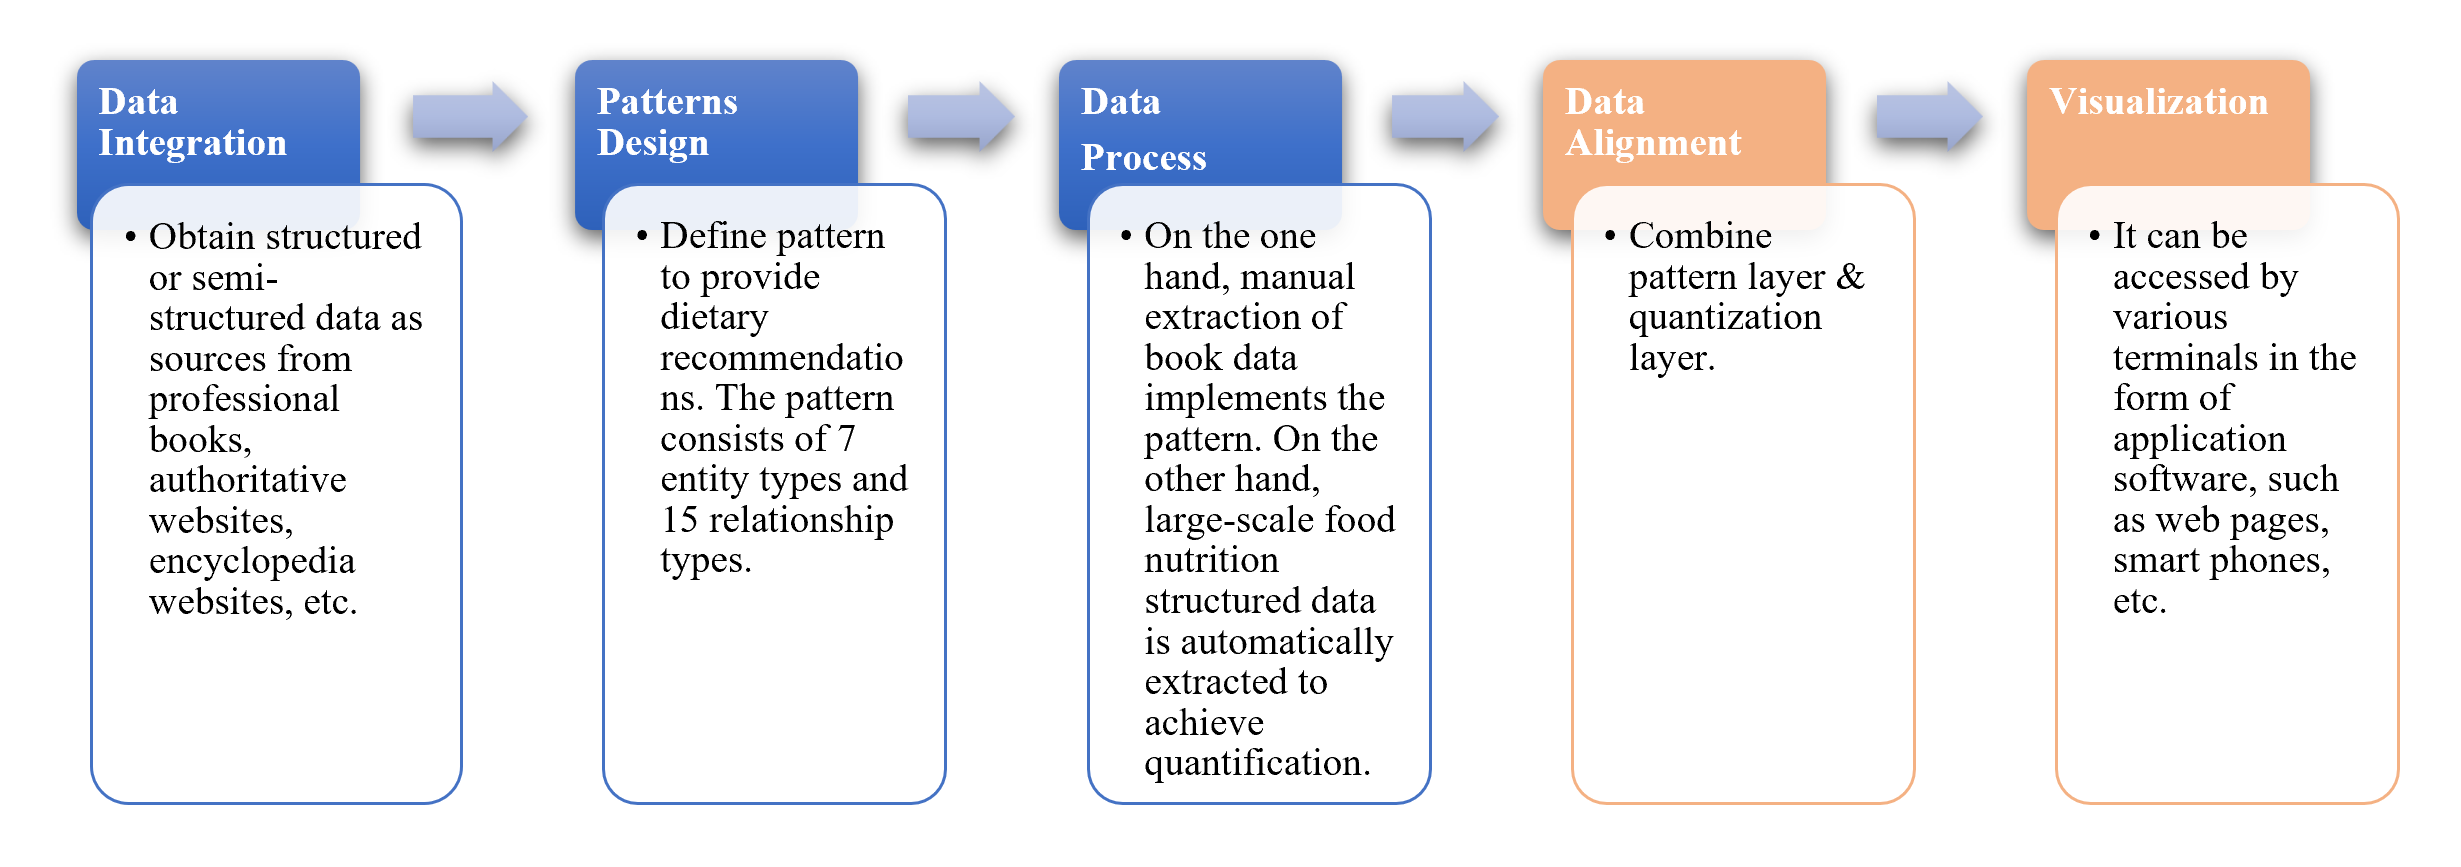 Data
Integration
• Obtain structured
or semi-
structured data as
sources from
professional
books,
authoritative
websites,
encyclopedia
websites, etc.
Patterns
Design
• Define pattern
to provide
dietary
recommendatio
ns. The pattern
consists of 7
entity types and
15 relationship
types.
Data
Process
• On the one
hand, manual
extraction of
book data
implements the
pattern. On the
other hand,
large-scale food
nutrition
structured data
is automatically
extracted to
achieve
quantification.
Data
Alignment
• Combine
pattern layer &
quantization
layer.
Visualization
• It can be
accessed by
various
terminals in the
form of
application
software, such
as web pages,
smart phones,
etc.